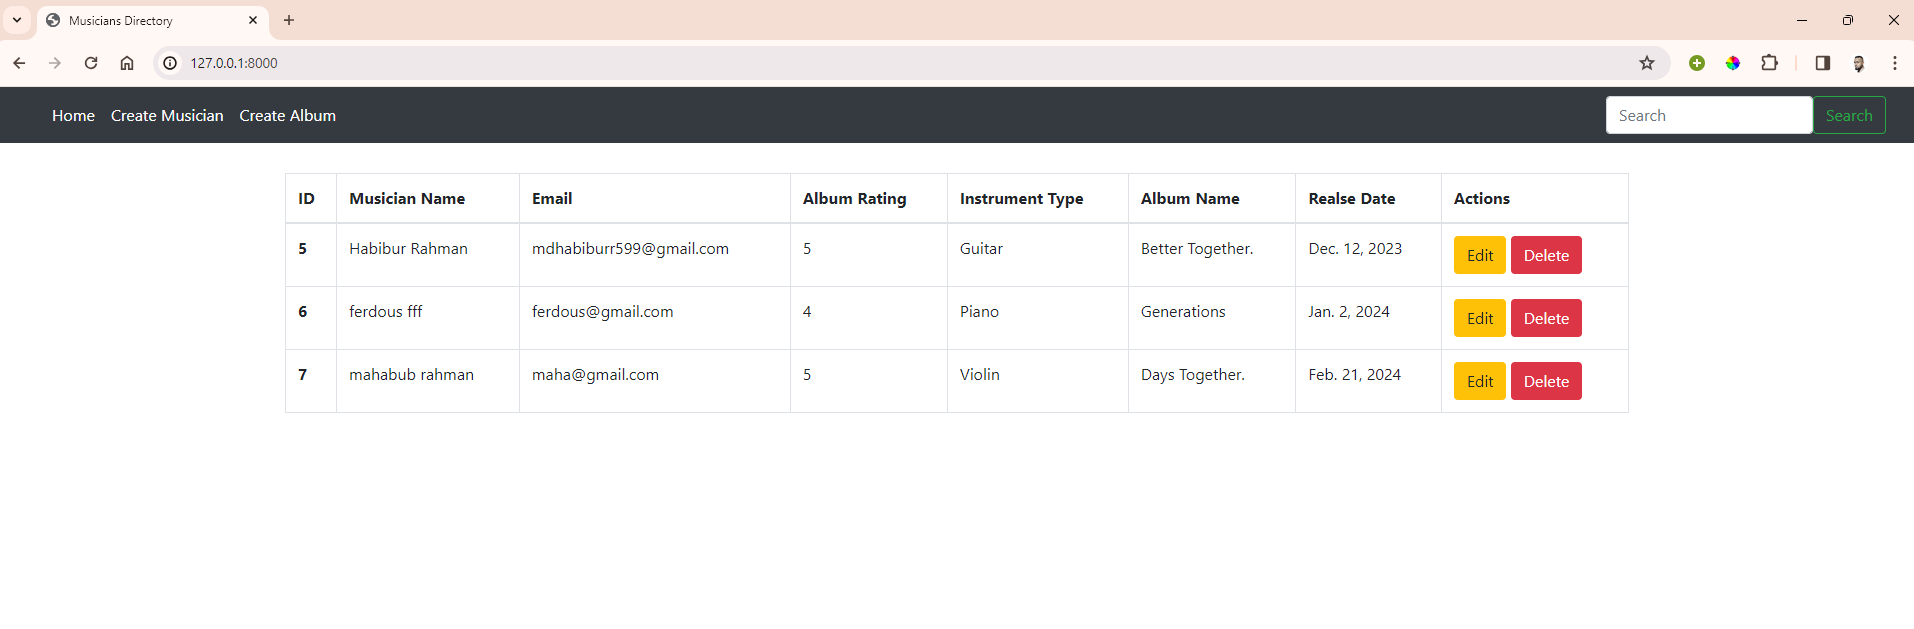 Musicians Directory
127.0.0.1:8000
Home Create Musician Create Album Search Search
ID Musician Name Email Album Rating Instrument Type Album Name Realse Date Actions
5 Habibur Rahman mdhabiburr599@gmail.com 5 Guitar Better Together. Dec. 12, 2023 Edit Delete
6 ferdous fff ferdous@gmail.com 4 Piano Generations Jan. 2, 2024 Edit Delete
7 mahabub rahman maha@gmail.com 5 Violin Days Together. Feb. 21, 2024 Edit Delete